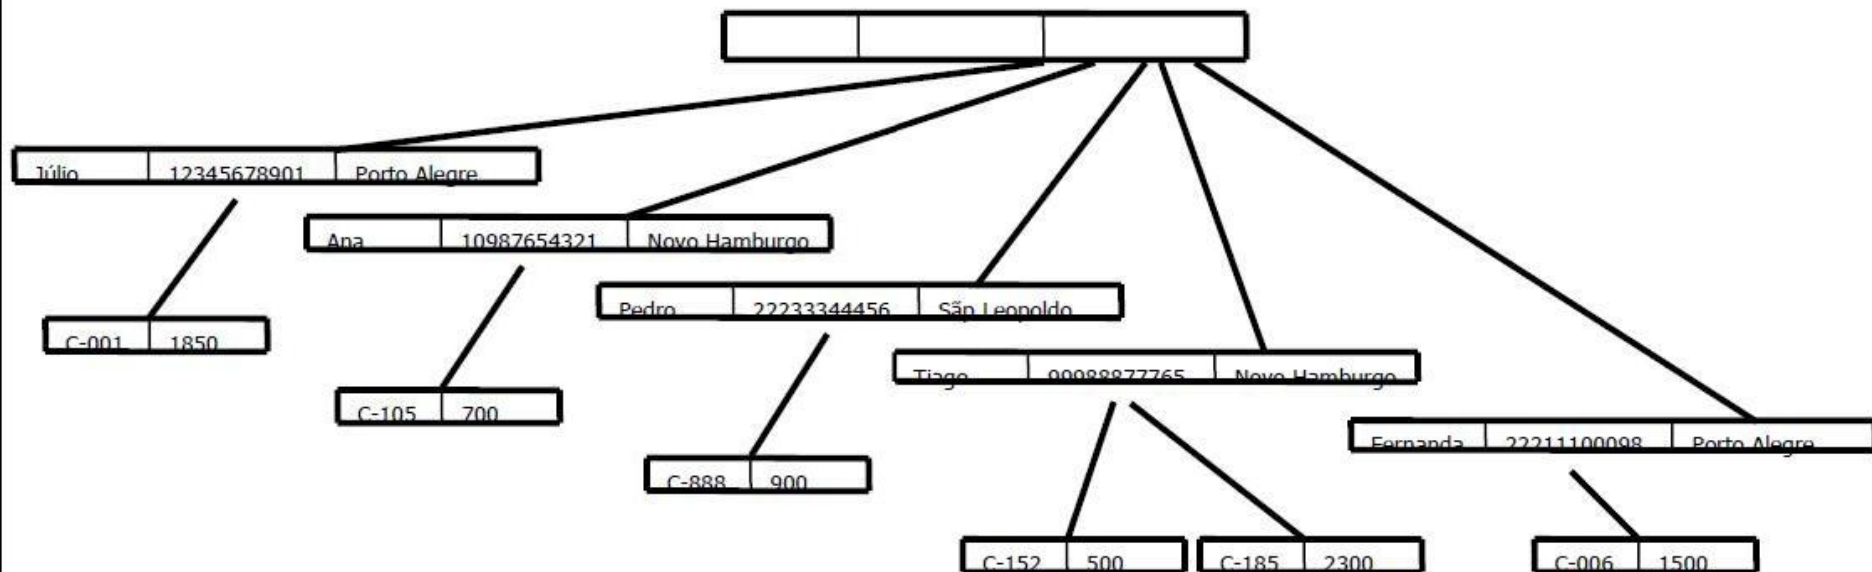 Júlio 12345678901 Porto Alegre
Ana 10987654321 Novo Hamburgo
Pedro 22233344456 Sãp Leopoldo
C-001 1850
Tiago 99988877765 Novo Hamburgo
C-105 700
Fernanda 22211100098 Porto Alegre
C-888 900
C-152 500
C-185 2300
C-006 1500